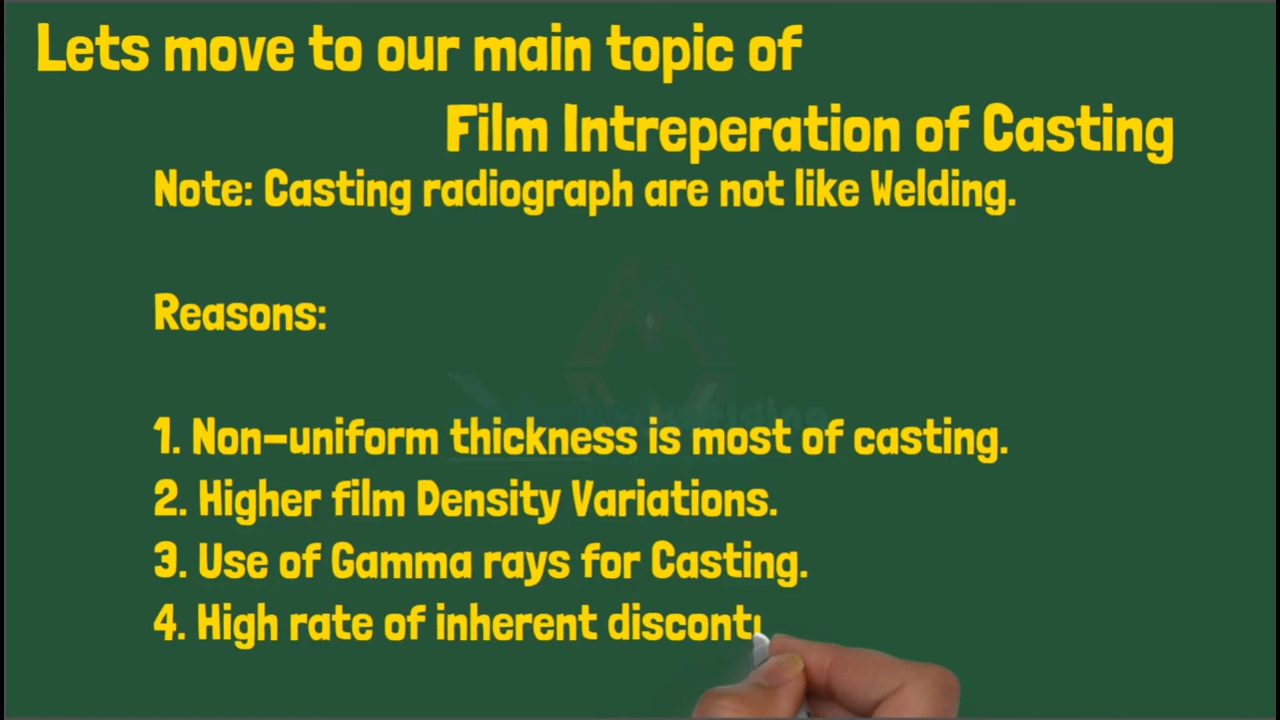 Lets move to our main topic of
Film Intreperation of Casting
Note: Casting radiograph are not like Welding.
Reasons:
1. Non-uniform thickness is most of casting.
2. Higher film Density Variations.
3. Use of Gamma rays for Casting.
4. High rate of inherent discont